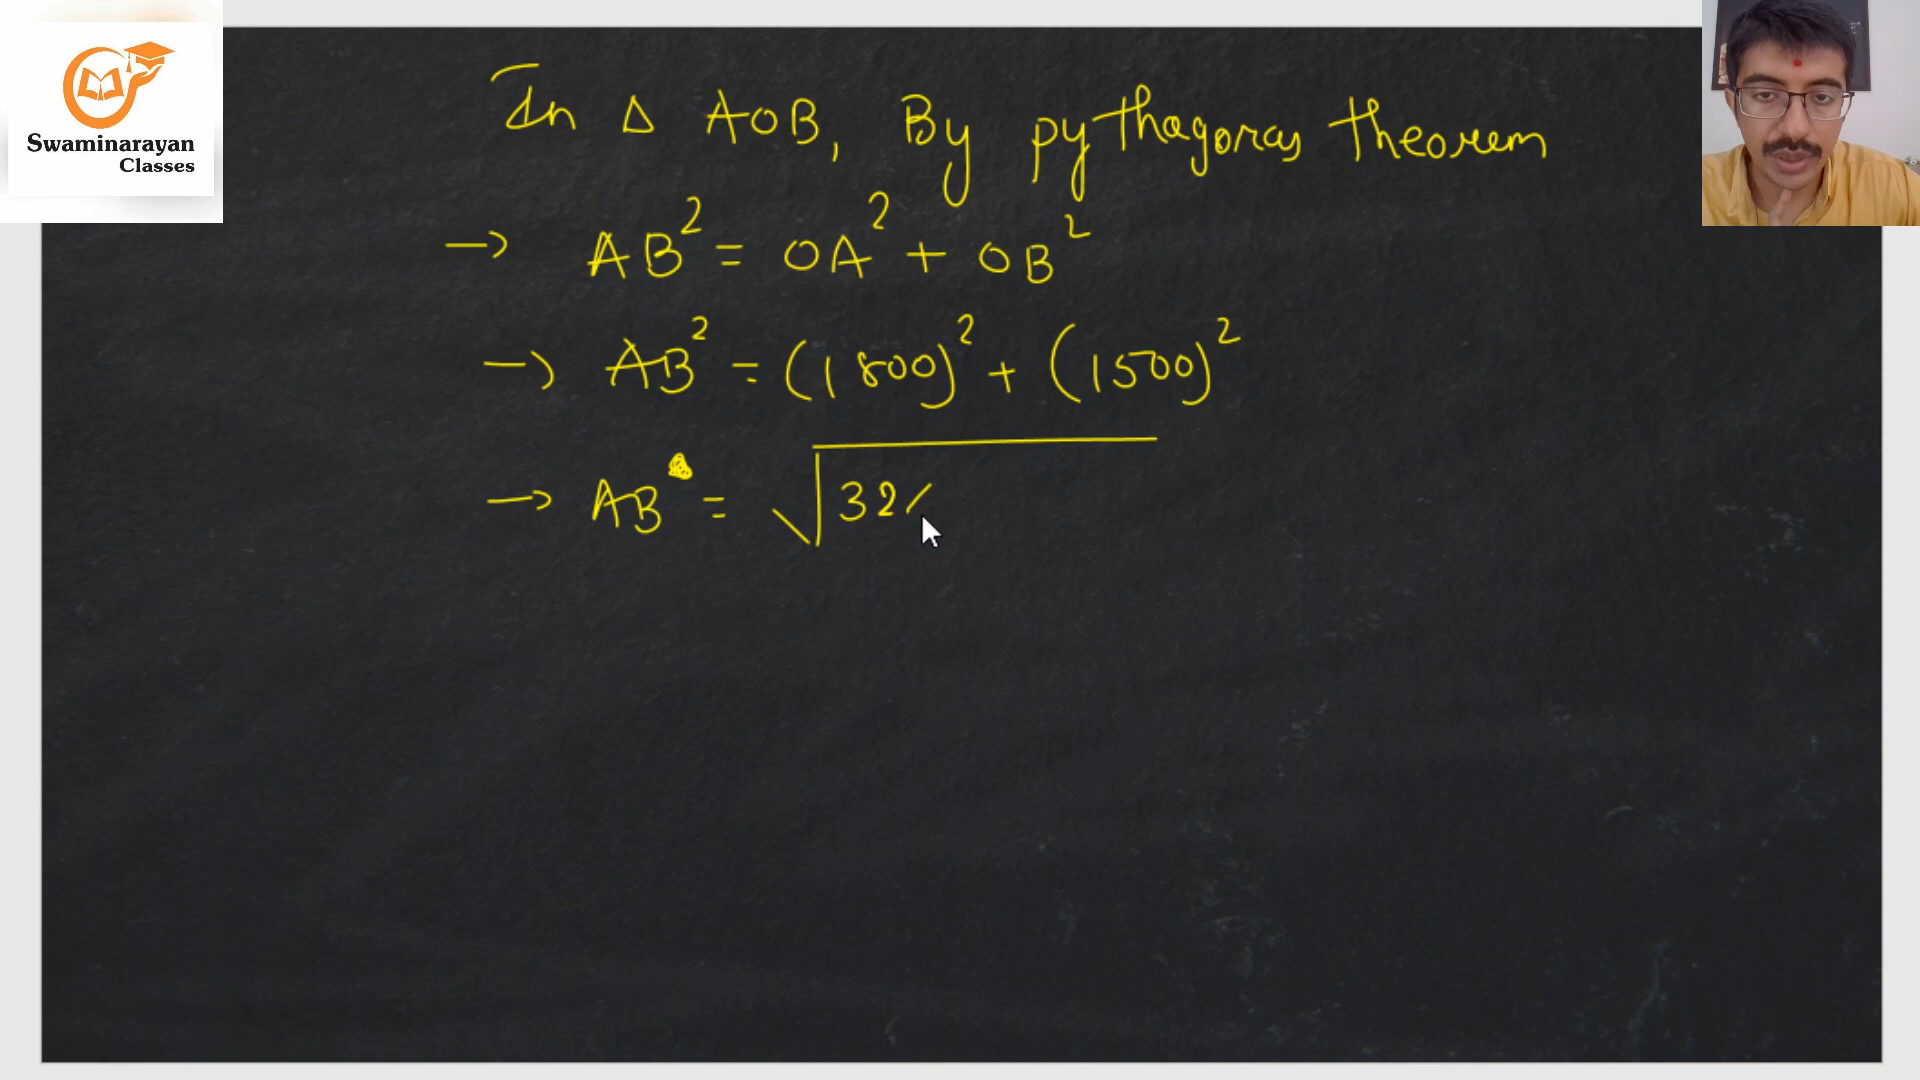 Swaminarayan
Classes
In Δ AOB, By pythagoras theorem
→ AB² = OA² + OB²
→ AB² = (1800)² + (1500)²
→ AB = √32